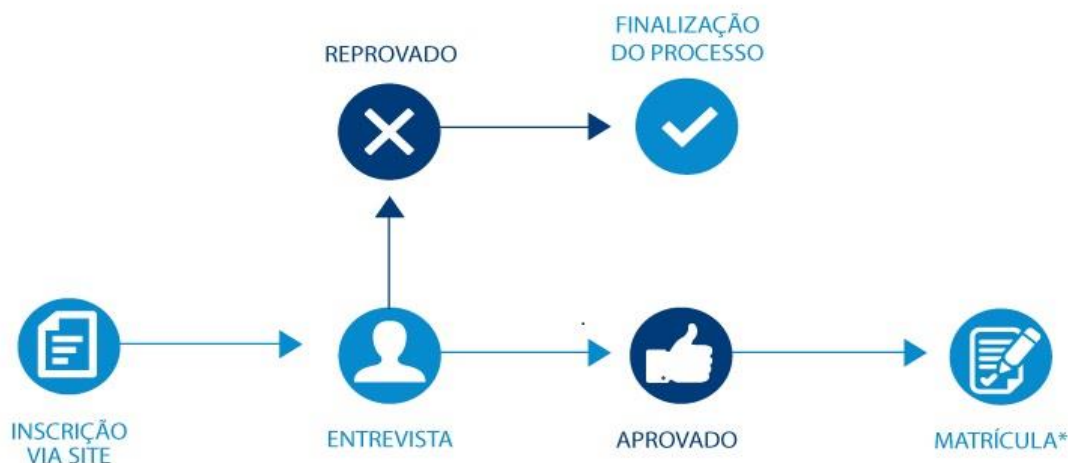 FINALIZAÇÃO
DO PROCESSO
REPROVADO
INSCRIÇÃO
VIA SITE
ENTREVISTA
APROVADO
MATRÍCULA*